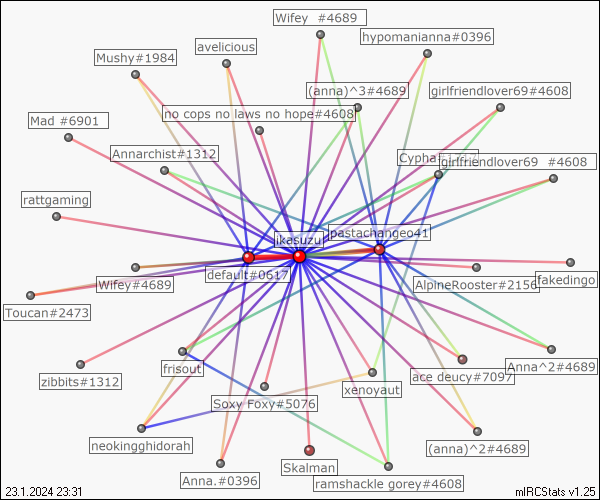 Wifey #4689
hypomanianna#0396
avelicious
Mushy#1984
(anna)^3#4689
girlfriendlover69#4608
no cops no laws no hope#4608
Mad #6901
Annarchist#1312
girlfriendlover69 #4608
rattgaming
pastachangeo41
ikasuzu
default#0617
Wifey#4689
AlpineRooster#2156
fakedingo
Toucan#2473
frisout
Anna^2#4689
zibbits#1312
ace deucy#7097
xenoyaut
Soxy Foxy#5076
neokingghidorah
(anna)^2#4689
Skalman
Anna.#0396
ramshackle gorey#4608
23.1.2024 23:31
mIRCStats v1.25